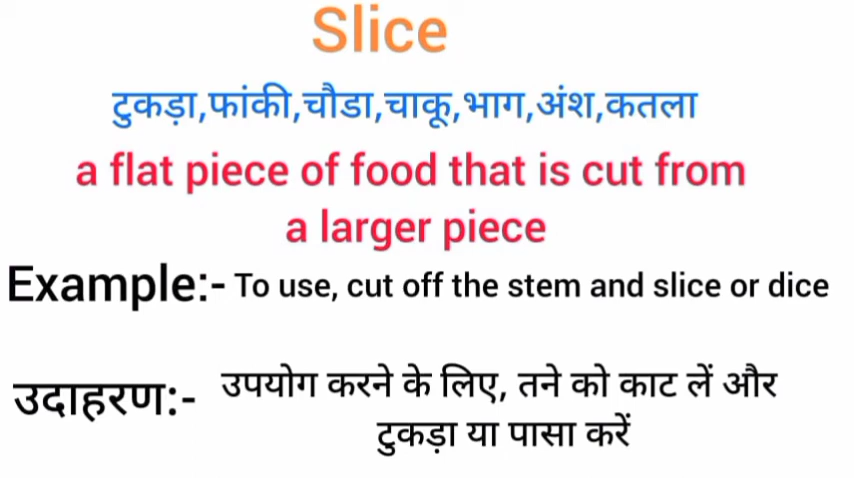 Slice
टुकड़ा,फांकी,चौडा,चाकू,भाग,अंश,कतला
a flat piece of food that is cut from
a larger piece
Example:- To use, cut off the stem and slice or dice
उदाहरण:- उपयोग करने के लिए, तने को काट लें और
टुकड़ा या पासा करें